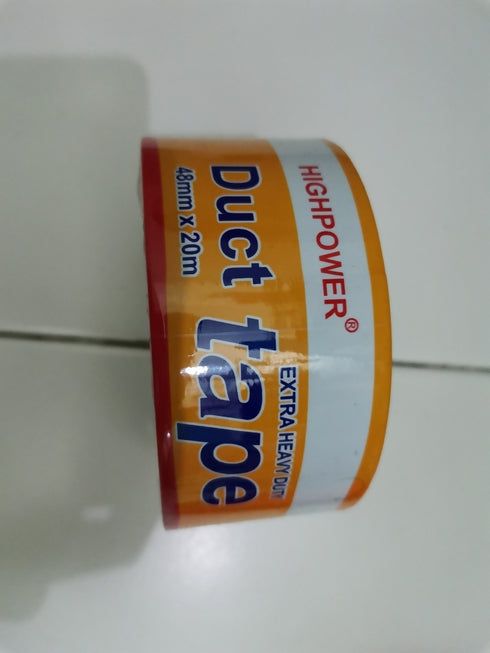 HIGHPOWER®
EXTRA HEAVY DUTY
Duct tape
48mm x 20m